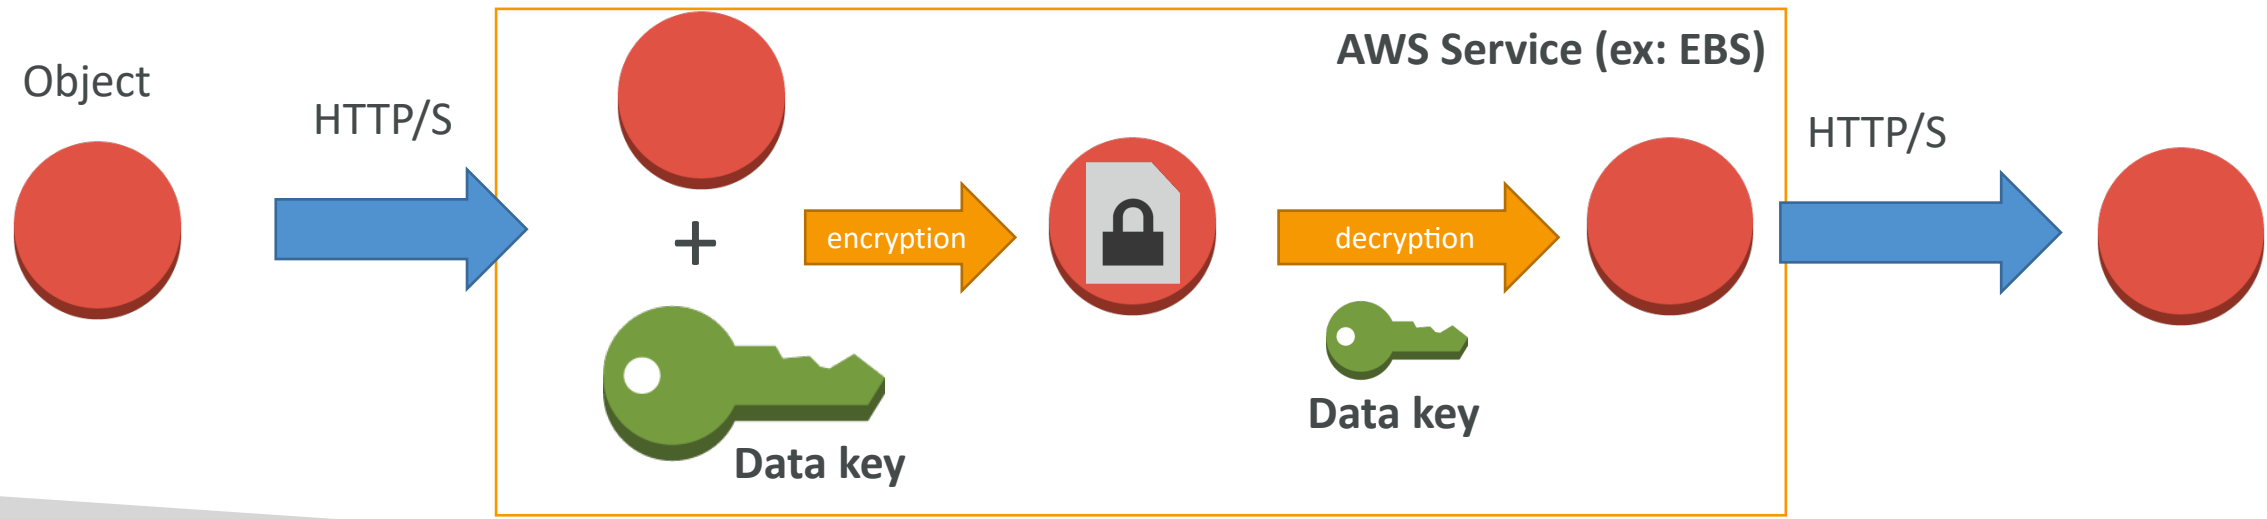 Object
HTTP/S
AWS Service (ex: EBS)
HTTP/S
+
encryption
decryption
Data key
Data key